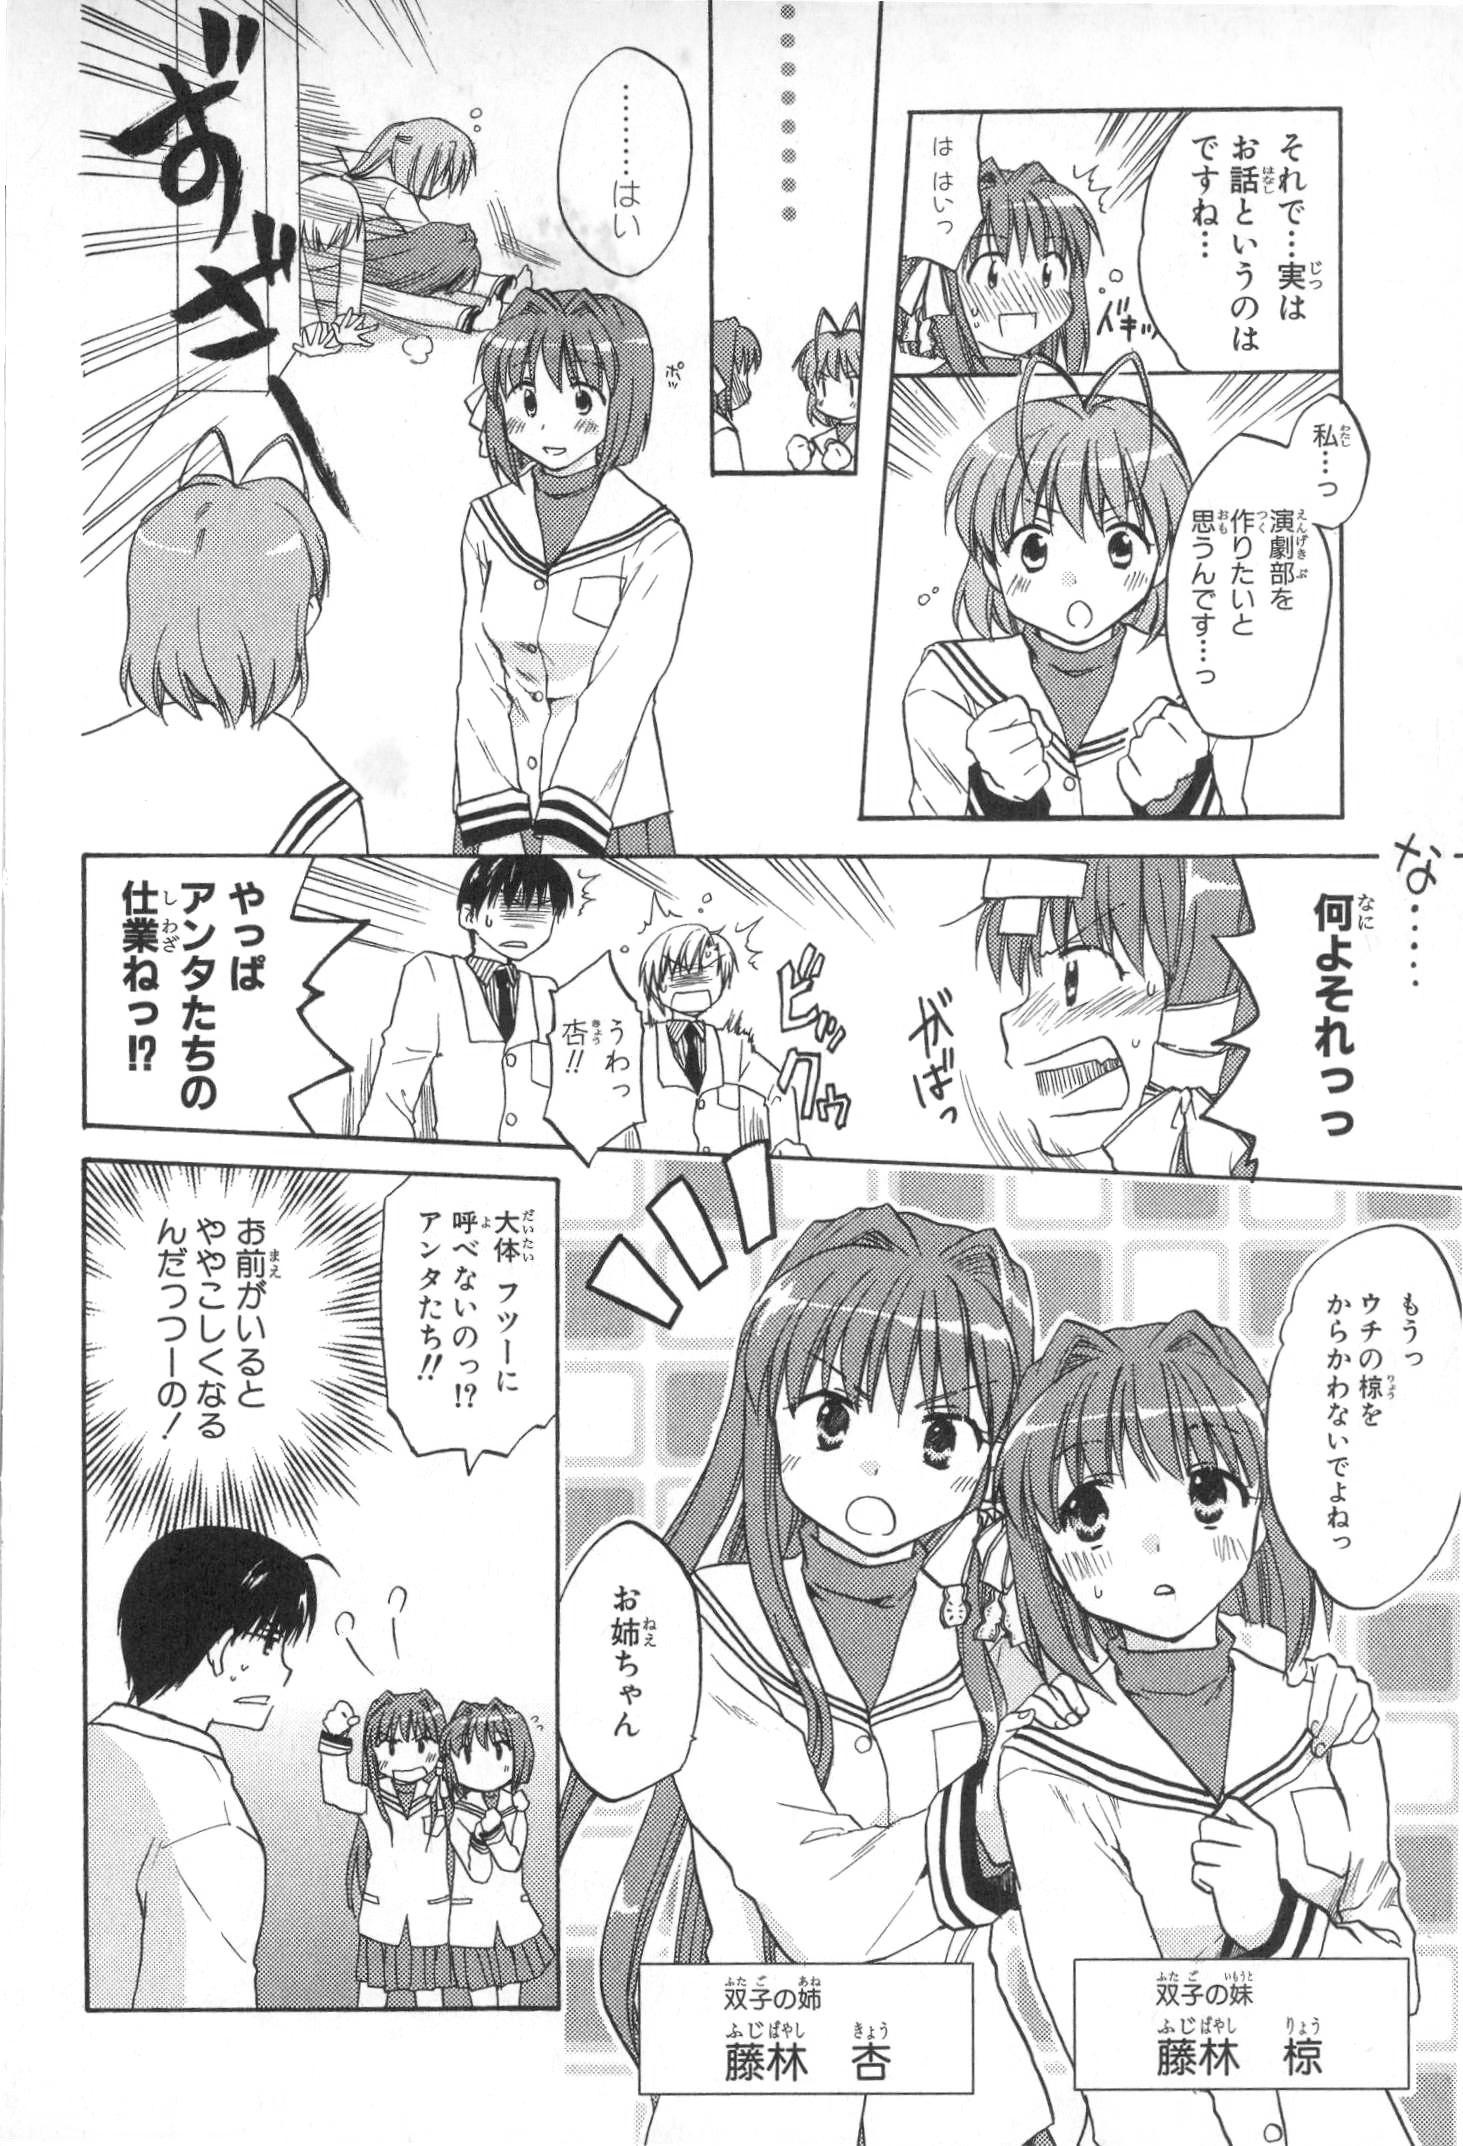 それで…実は
お話というのは
ですね…
は はいっ
ドキッ
私…っ
演劇部を
作りたいと
思うんです…っ
………
………はい
ポッ
ずざーっ
な……
何よそれっっ
がばっ
ビックゥ
うわっ
杏!!
やっぱ
アンタたちの
仕業ねっ!?
もうっ
ウチの椋を
からかわないでよねっ
お姉ちゃん
双子の妹
藤林 椋
双子の姉
藤林 杏
大体 フツーに
呼べないのっ!?
アンタたち!!
お前がいると
ややこしくなる
んだっつーの!